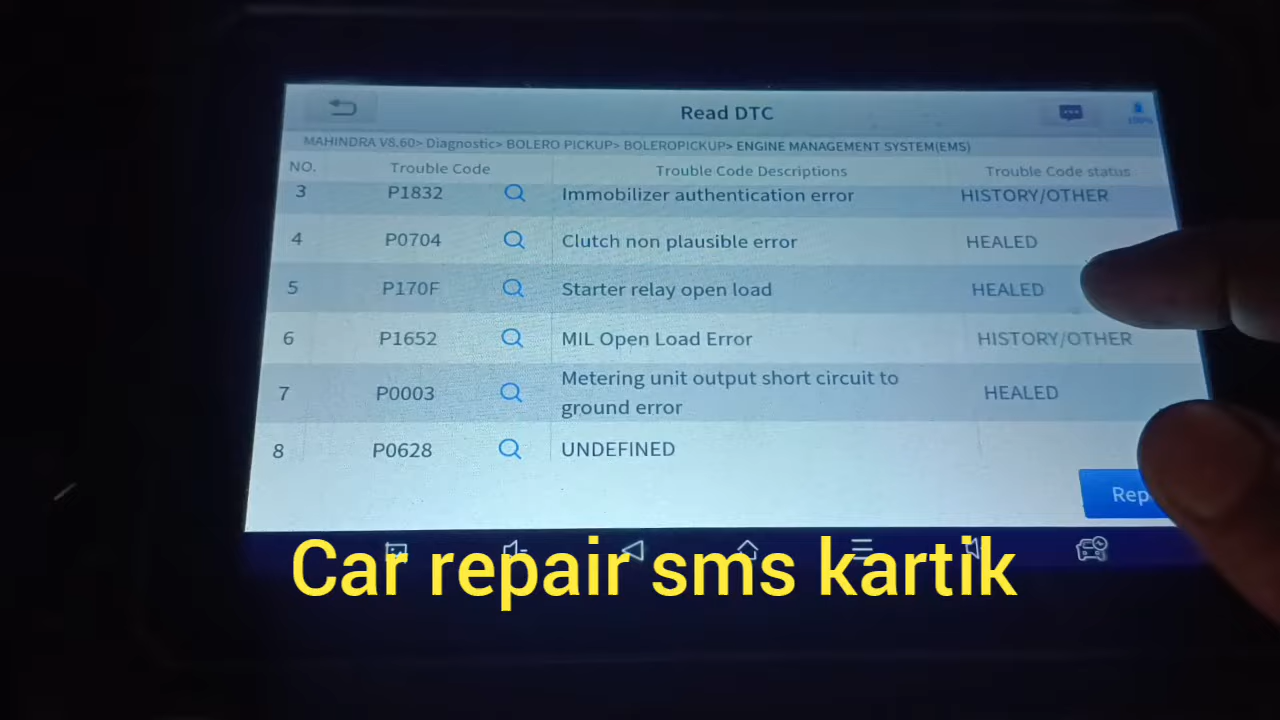 Read DTC
100%
MAHINDRA V8.60> Diagnostic> BOLERO PICKUP> BOLEROPICKUP> ENGINE MANAGEMENT SYSTEM(EMS)
NO. Trouble Code Trouble Code Descriptions Trouble Code status
3 P1832 Immobilizer authentication error HISTORY/OTHER
4 P0704 Clutch non plausible error HEALED
5 P170F Starter relay open load HEALED
6 P1652 MIL Open Load Error HISTORY/OTHER
7 P0003 Metering unit output short circuit to
ground error HEALED
8 P0628 UNDEFINED
Rep
Car repair sms kartik